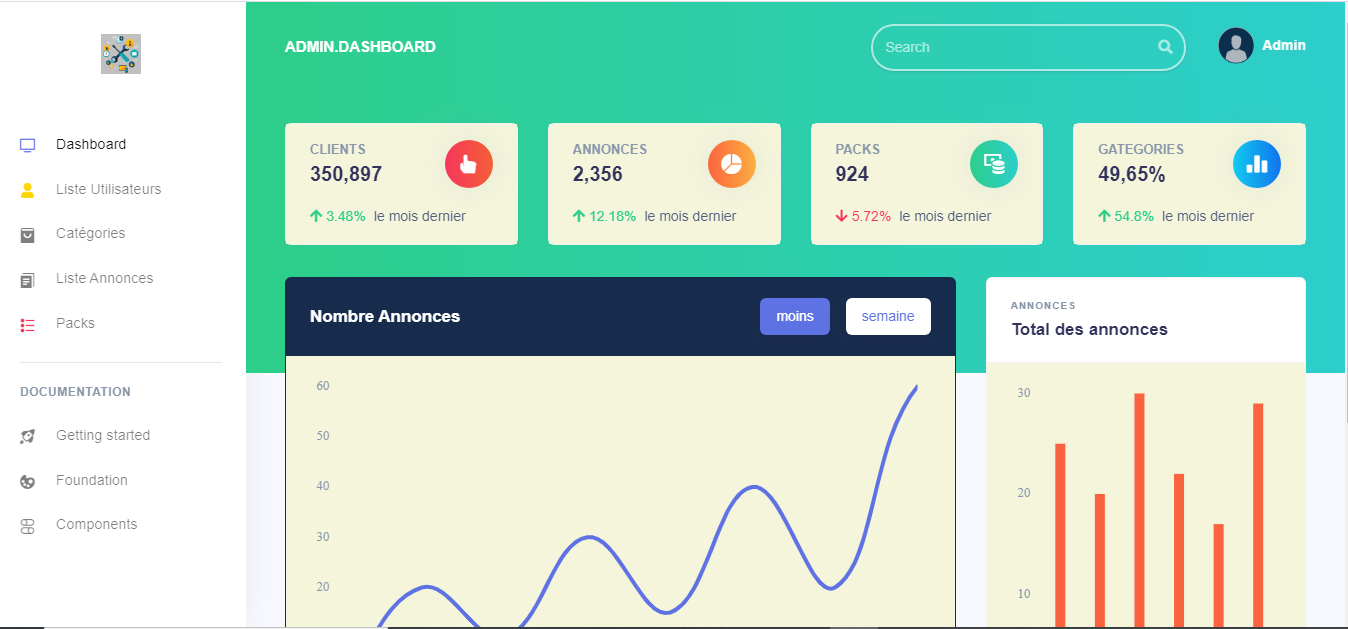 ADMIN.DASHBOARD
Search
Admin
Dashboard
Liste Utilisateurs
Catégories
Liste Annonces
Packs
DOCUMENTATION
Getting started
Foundation
Components
CLIENTS
350,897
3.48% le mois dernier
ANNONCES
2,356
12.18% le mois dernier
PACKS
924
5.72% le mois dernier
GATEGORIES
49,65%
54.8% le mois dernier
Nombre Annonces
moins
semaine
60
50
40
30
20
ANNONCES
Total des annonces
30
20
10